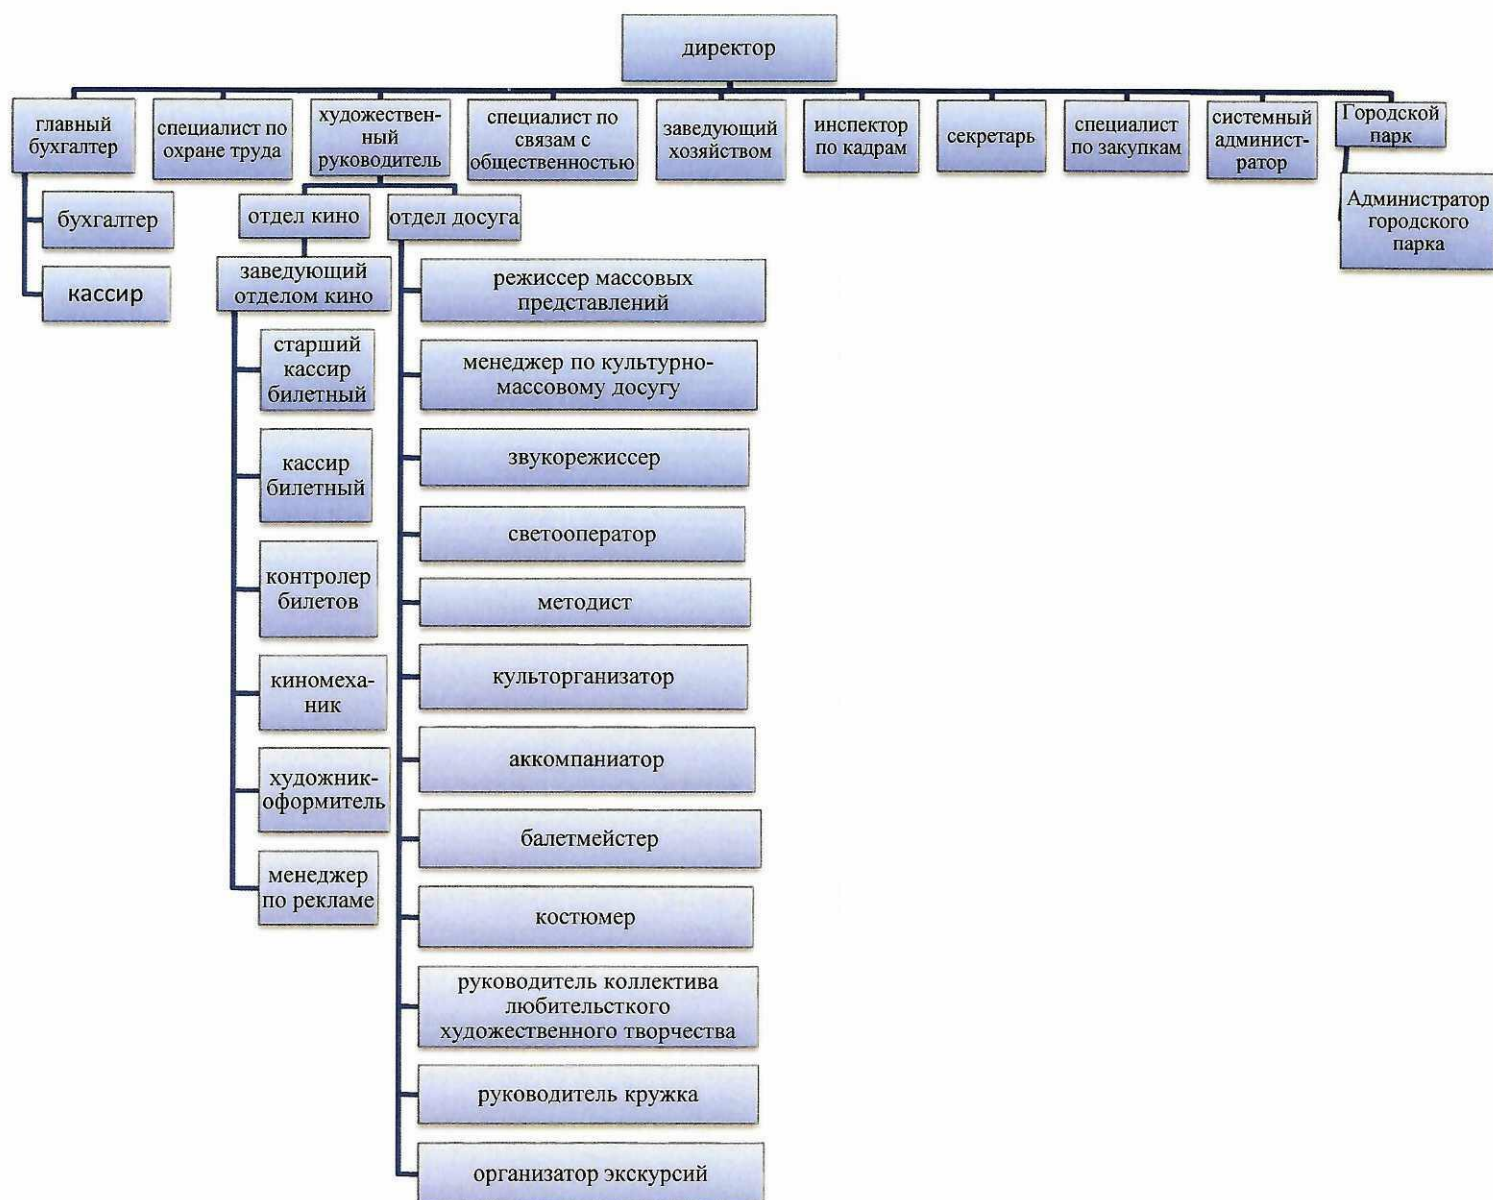 директор
главный
бухгалтер
специалист по
охране труда
художествен-
ный
руководитель
специалист по
связам с
общественностью
заведующий
хозяйством
инспектор
по кадрам
секретарь
специалист
по закупкам
системный
админист-
ратор
Городской
парк
бухгалтер
кассир
отдел кино
отдел досуга
Администратор
городского
парка
заведующий
отделом кино
старший
кассир
билетный
кассир
билетный
контролер
билетов
киномеха-
ник
художник-
оформитель
менеджер
по рекламе
режиссер массовых
представлений
менеджер по культурно-
массовому досугу
звукорежиссер
светооператор
методист
культорганизатор
аккомпаниатор
балетмейстер
костюмер
руководитель коллектива
любительсткого
художественного творчества
руководитель кружка
организатор экскурсий